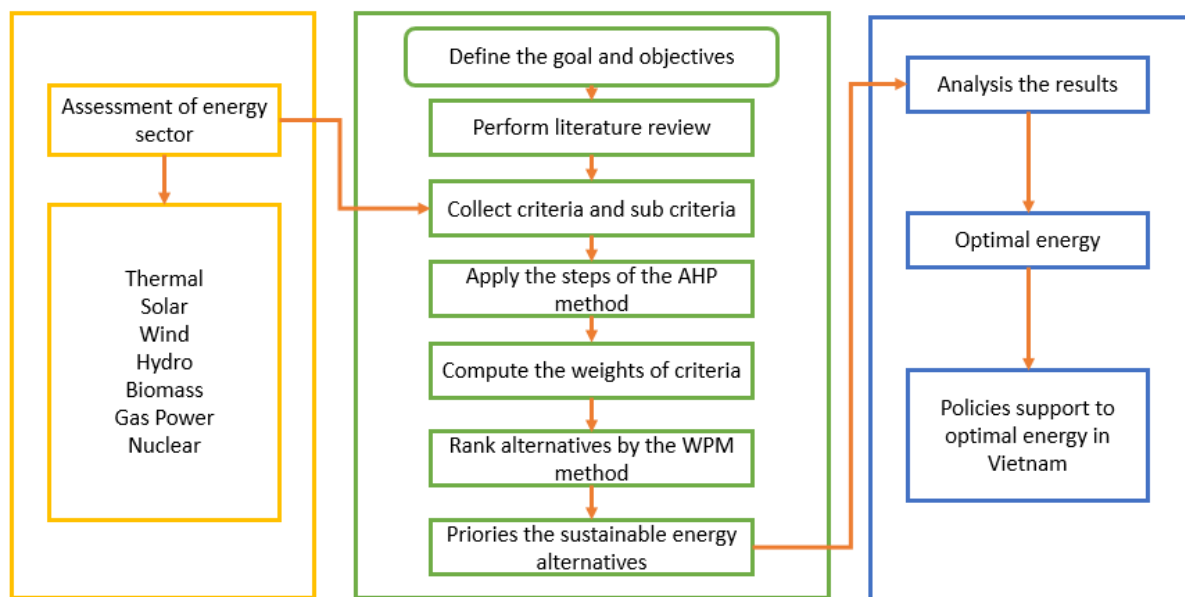 Assessment of energy
sector
Thermal
Solar
Wind
Hydro
Biomass
Gas Power
Nuclear
Define the goal and objectives
Perform literature review
Collect criteria and sub criteria
Apply the steps of the AHP
method
Compute the weights of criteria
Rank alternatives by the WPM
method
Priories the sustainable energy
alternatives
Analysis the results
Optimal energy
Policies support to
optimal energy in
Vietnam